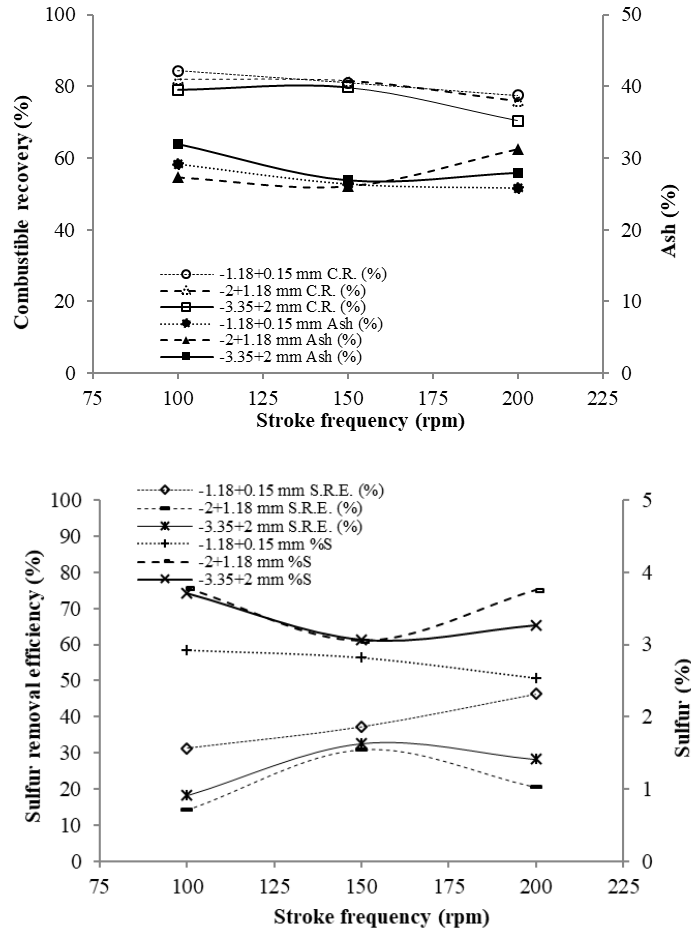 100
80
60
40
20
0
50
40
30
20
10
0
Combustible recovery (%)
Ash (%)
-1.18+0.15 mm C.R. (%)
-2+1.18 mm C.R. (%)
-3.35+2 mm C.R. (%)
-1.18+0.15 mm Ash (%)
-2+1.18 mm Ash (%)
-3.35+2 mm Ash (%)
75 100 125 150 175 200 225
Stroke frequency (rpm)
-1.18+0.15 mm S.R.E. (%)
-2+1.18 mm S.R.E. (%)
-3.35+2 mm S.R.E. (%)
-1.18+0.15 mm %S
-2+1.18 mm %S
-3.35+2 mm %S
100
90
80
70
60
50
40
30
20
10
0
5
4
3
2
1
0
Sulfur removal efficiency (%)
Sulfur (%)
75 100 125 150 175 200 225
Stroke frequency (rpm)